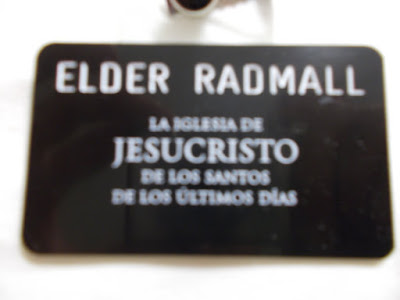 ELDER RADMALL
LA IGLESIA DE
JESUCRISTO
DE LOS SANTOS
DE LOS ÚLTIMOS DÍAS